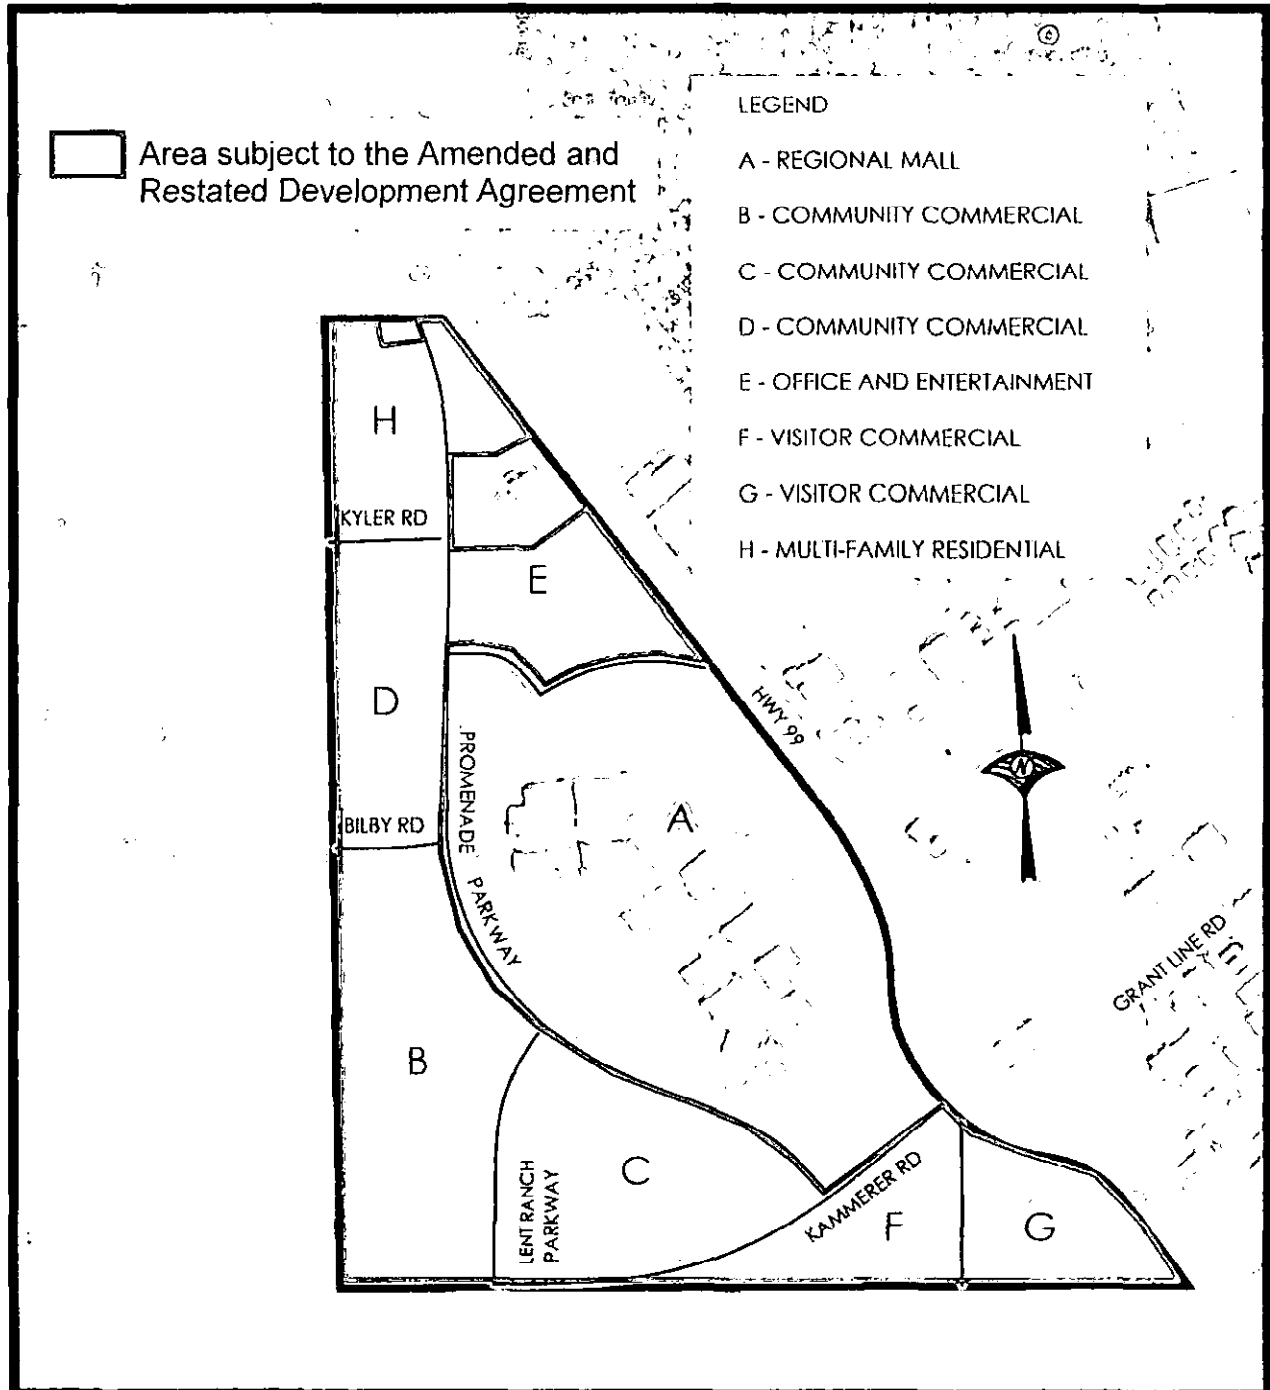 LEGEND
Area subject to the Amended and
Restated Development Agreement
A - REGIONAL MALL
B - COMMUNITY COMMERCIAL
C - COMMUNITY COMMERCIAL
D - COMMUNITY COMMERCIAL
E - OFFICE AND ENTERTAINMENT
F - VISITOR COMMERCIAL
G - VISITOR COMMERCIAL
H - MULTI-FAMILY RESIDENTIAL
H
KYLER RD
E
D
HWY 99
PROMENADE
PARKWAY
N
BILBY RD
A
GRANT LINE RD
B
C
LENT RANCH
PARKWAY
KAMMERER RD
F
G